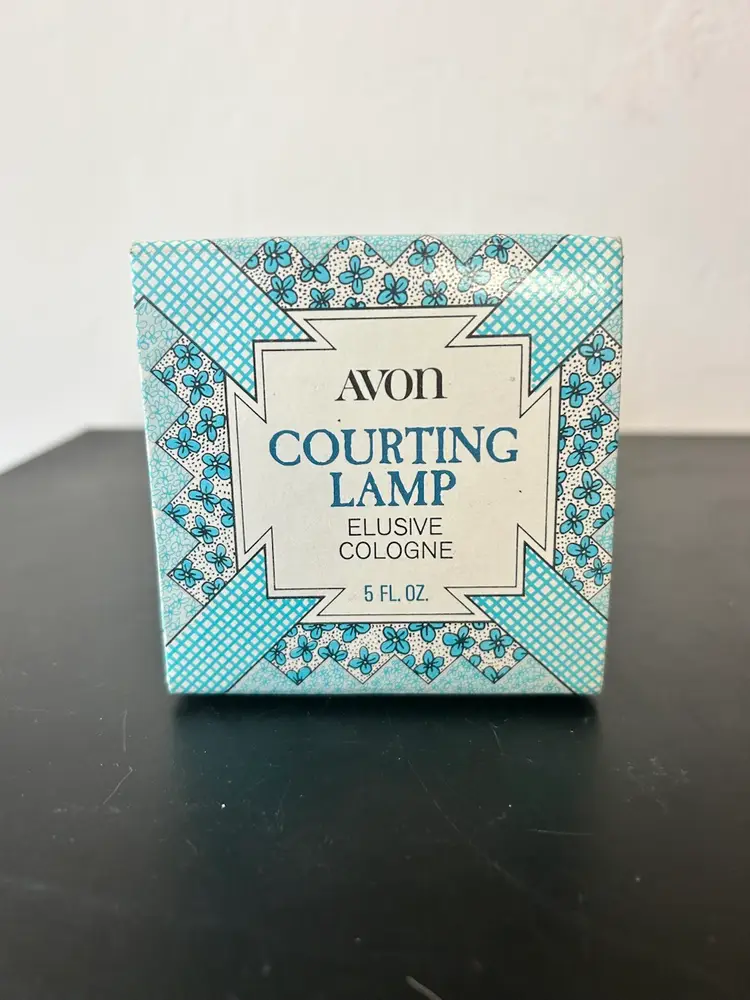 AVON
COURTING
LAMP
ELUSIVE
COLOGNE
5 FL. OZ.